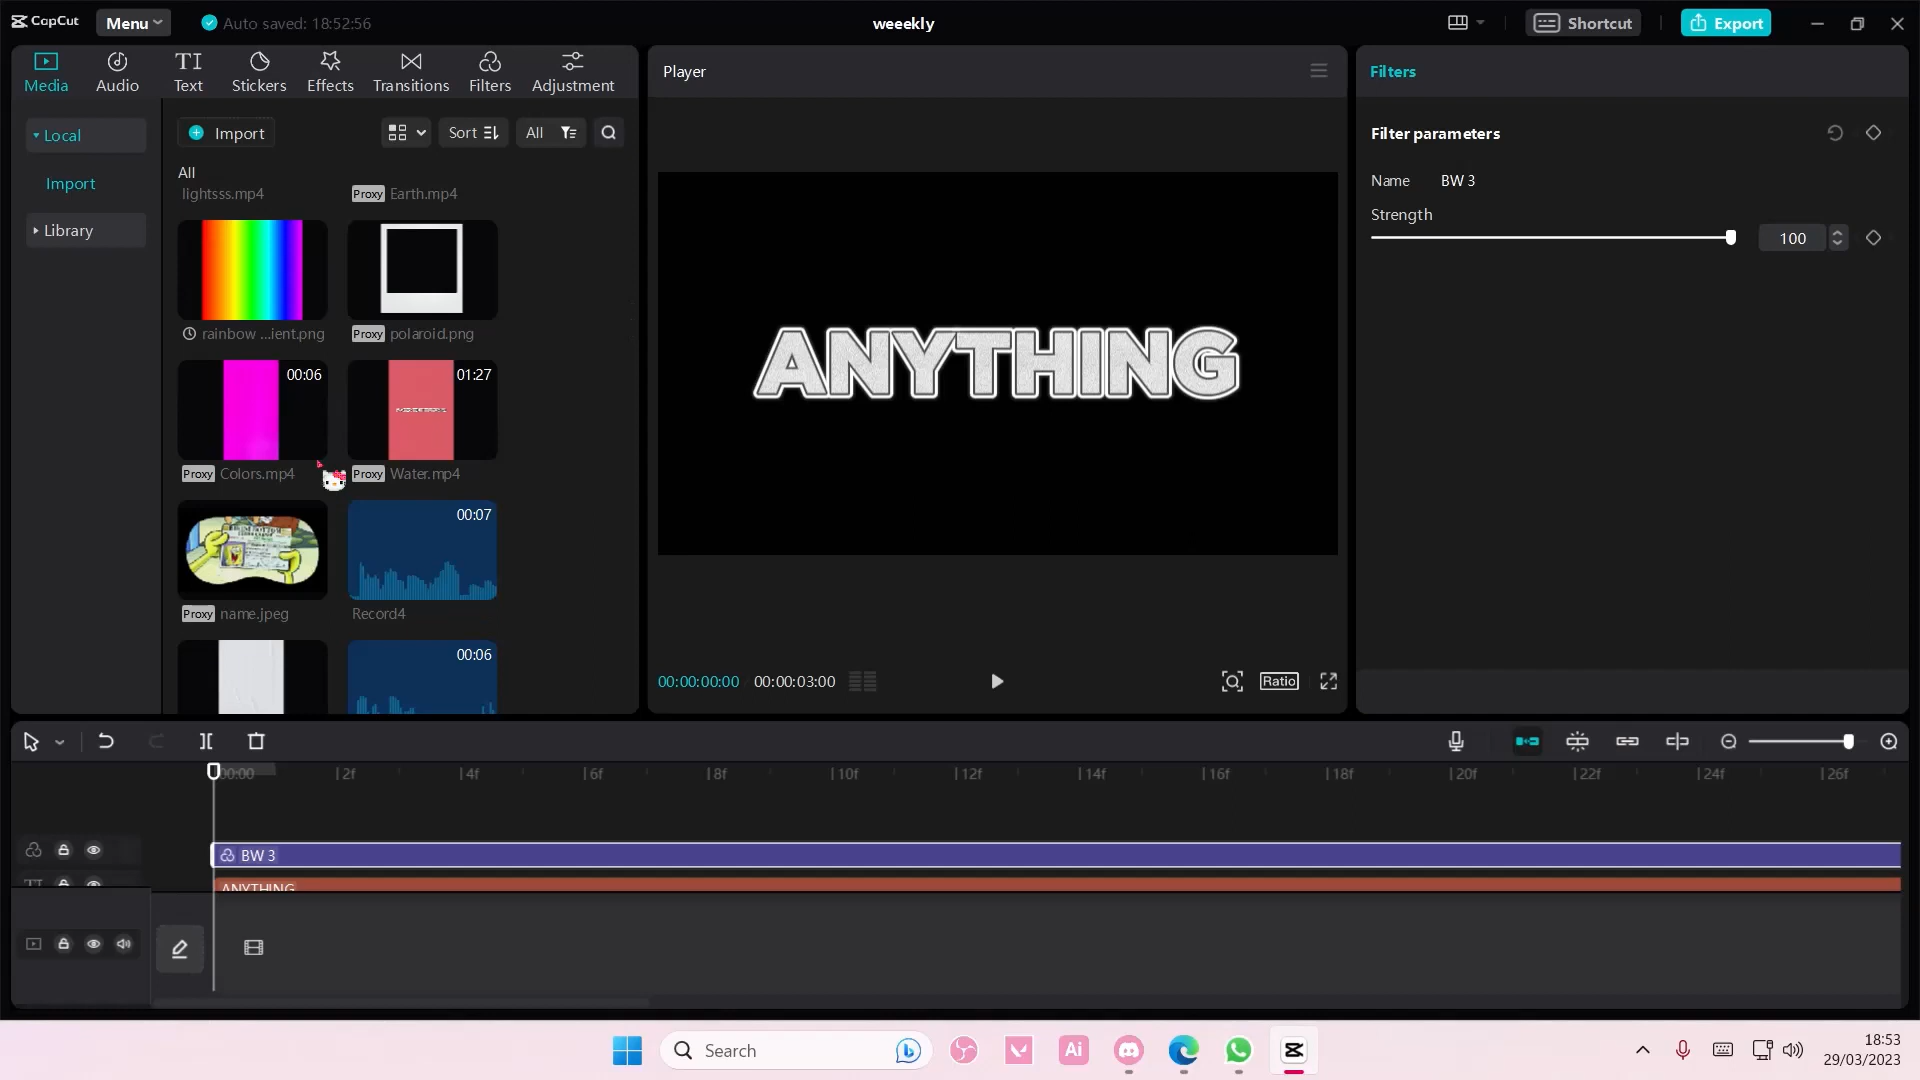 CapCut
Menu
Auto saved: 18:52:56
weeekly
Shortcut
Export
Media
Audio
Text
Stickers
Effects
Transitions
Filters
Adjustment
Local
Import
Library
Import
Sort
All
All
lightsss.mp4
Proxy Earth.mp4
rainbow ...ient.png
Proxy polaroid.png
00:06
01:27
Proxy Colors.mp4
Proxy Water.mp4
00:07
Proxy name.jpeg
Record4
00:06
Player
ANYTHING
00:00:00:00
00:00:03:00
Ratio
Filters
Filter parameters
Name BW 3
Strength
100
00:00
2f
4f
6f
8f
10f
12f
14f
16f
18f
20f
22f
24f
26f
BW 3
ANYTHING
Search
Ai
18:53
29/03/2023